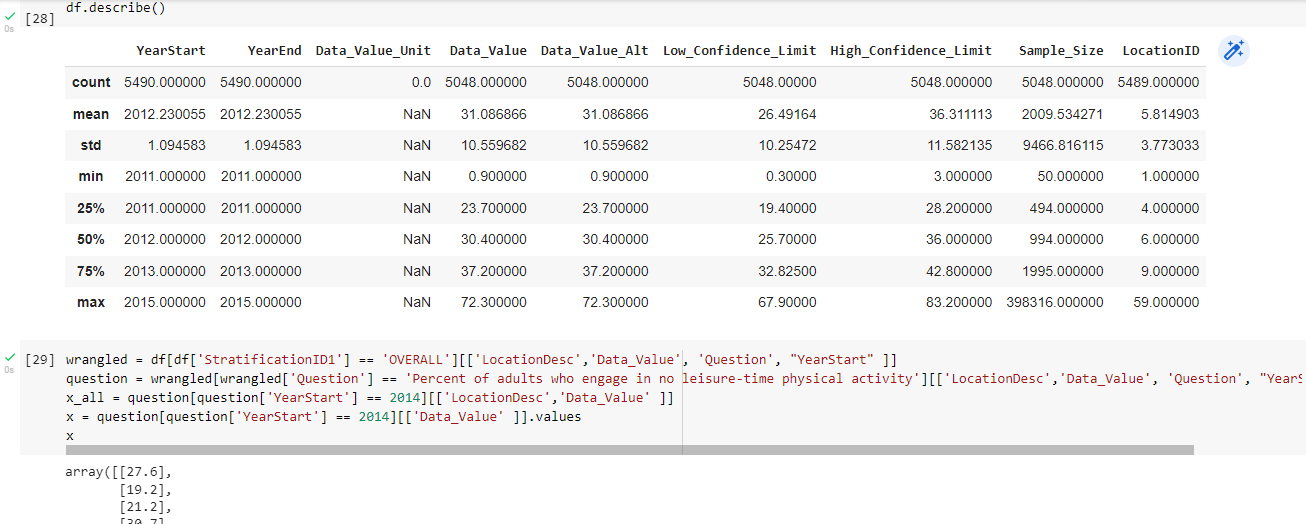 df.describe()
[28]
0s
YearStart YearEnd Data_Value_Unit Data_Value Data_Value_Alt Low_Confidence_Limit High_Confidence_Limit Sample_Size LocationID
count 5490.000000 5490.000000 0.0 5048.000000 5048.000000 5048.00000 5048.000000 5048.000000 5489.000000
mean 2012.230055 2012.230055 NaN 31.086866 31.086866 26.49164 36.311113 2009.534271 5.814903
std 1.094583 1.094583 NaN 10.559682 10.559682 10.25472 11.582135 9466.816115 3.773033
min 2011.000000 2011.000000 NaN 0.900000 0.900000 0.30000 3.000000 50.000000 1.000000
25% 2011.000000 2011.000000 NaN 23.700000 23.700000 19.40000 28.200000 494.000000 4.000000
50% 2012.000000 2012.000000 NaN 30.400000 30.400000 25.70000 36.000000 994.000000 6.000000
75% 2013.000000 2013.000000 NaN 37.200000 37.200000 32.82500 42.800000 1995.000000 9.000000
max 2015.000000 2015.000000 NaN 72.300000 72.300000 67.90000 83.200000 398316.000000 59.000000
[29] wrangled = df[df['StratificationID1'] == 'OVERALL'][['LocationDesc','Data_Value', 'Question', "YearStart" ]]
0s
question = wrangled[wrangled['Question'] == 'Percent of adults who engage in no leisure-time physical activity'][['LocationDesc','Data_Value', 'Question', "YearS
x_all = question[question['YearStart'] == 2014][['LocationDesc','Data_Value' ]]
x = question[question['YearStart'] == 2014][['Data_Value' ]].values
x
array([[27.6],
[19.2],
[21.2],
[30.7]